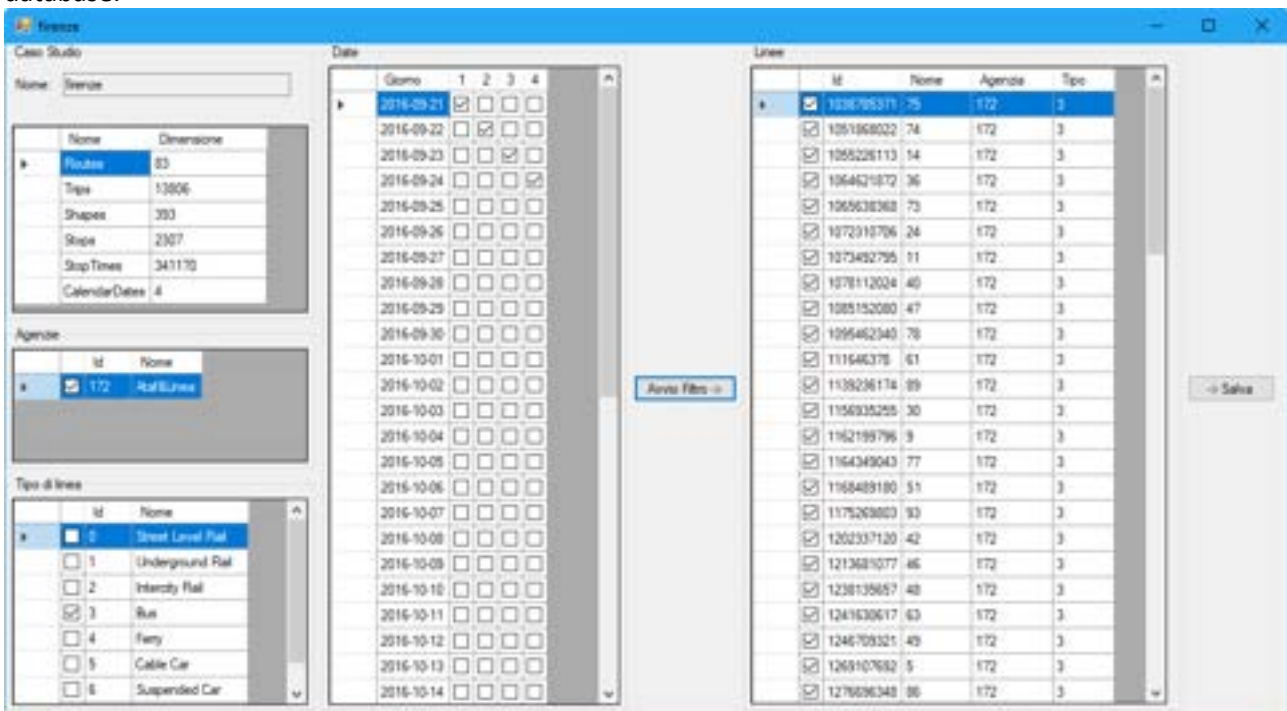 database.
firenze
Caso Studio
Nome: firenze
Nome Dimensione
Routes 83
Trips 13806
Shapes 393
Stops 2307
StopTimes 341170
CalendarDates 4
Agenzie
Id Nome
172 Ataf&Linea
Tipo di linea
Id Nome
0 Street Level Rail
1 Underground Rail
2 Intercity Rail
3 Bus
4 Ferry
5 Cable Car
6 Suspended Car
Date
Giorno 1 2 3 4
2016-09-21
2016-09-22
2016-09-23
2016-09-24
2016-09-25
2016-09-26
2016-09-27
2016-09-28
2016-09-29
2016-09-30
2016-10-01
2016-10-02
2016-10-03
2016-10-04
2016-10-05
2016-10-06
2016-10-07
2016-10-08
2016-10-09
2016-10-10
2016-10-11
2016-10-12
2016-10-13
2016-10-14
Avvio Filtro ->
Linee
Id Nome Agenzia Tipo
1036785371 75 172 3
1051868022 74 172 3
1055226113 14 172 3
1064621872 36 172 3
1065638368 73 172 3
1072310706 24 172 3
1073492795 11 172 3
1078112024 40 172 3
1085152080 47 172 3
1095462340 78 172 3
111646378 61 172 3
1139236174 89 172 3
1156935255 30 172 3
1162199796 9 172 3
1164349043 77 172 3
1168489180 51 172 3
1175269803 93 172 3
1202337120 42 172 3
1213681077 46 172 3
1238135657 48 172 3
1241630617 63 172 3
1246709321 49 172 3
1269107692 5 172 3
1276696348 86 172 3
-> Salva